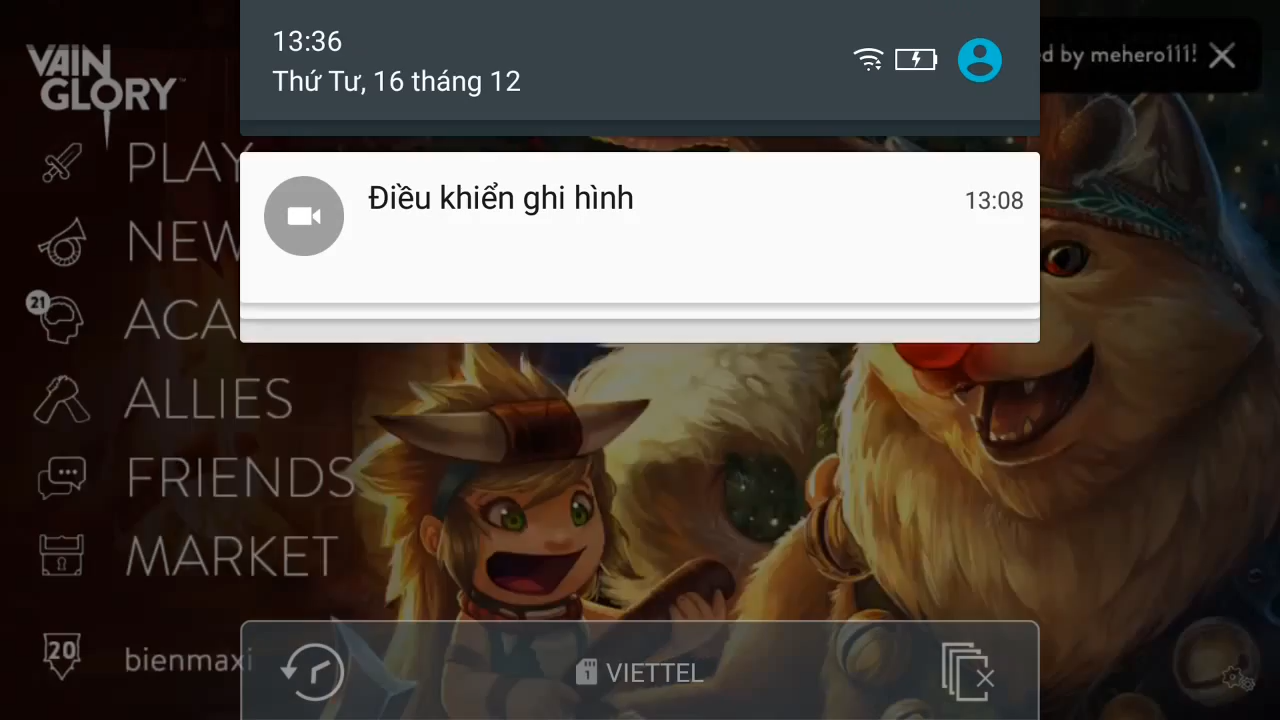 13:36
Thứ Tư, 16 tháng 12
by mehero111!
VAIN
GLORY
PLAY
Điều khiển ghi hình
13:08
NEW
21
ACA
ALLIES
FRIENDS
MARKET
20
bienmaxi
1
VIETTEL